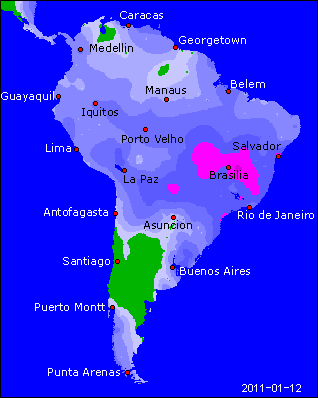 Caracas
Georgetown
Medellin
Belem
Manaus
Guayaquil
Iquitos
Porto Velho
Salvador
Lima
Brasilia
La Paz
Antofagasta
Rio de Janeiro
Asuncion
Santiago
Buenos Aires
Puerto Montt
Punta Arenas
2011-01-12